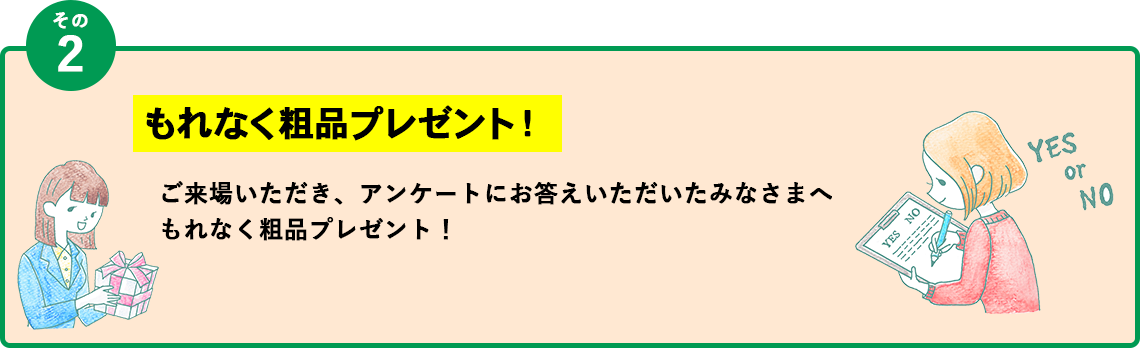 その
2
もれなく粗品プレゼント！
ご来場いただき、アンケートにお答えいただいたみなさまへ
もれなく粗品プレゼント！
YES
or
NO
YES NO